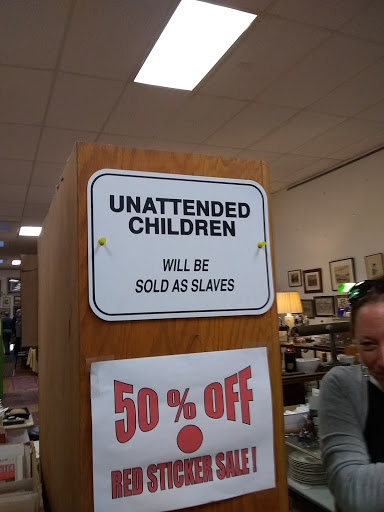 UNATTENDED
CHILDREN
WILL BE
SOLD AS SLAVES
50 % OFF
RED STICKER SALE !